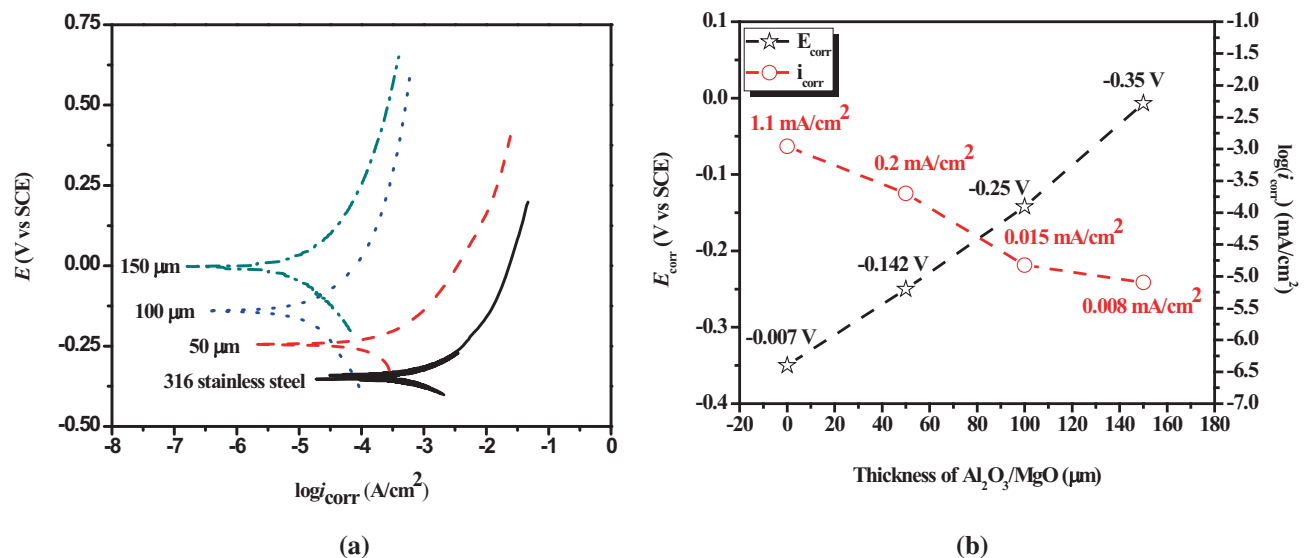 E (V vs SCE)
0.75
0.50
0.25
0.00
-0.25
-0.50
150 μm
100 μm
50 μm
316 stainless steel
-8 -7 -6 -5 -4 -3 -2 -1 0
logi_corr (A/cm²)
(a)
E_corr
i_corr
E_corr (V vs SCE)
0.1
0.0
-0.1
-0.2
-0.3
-0.4
1.1 mA/cm²
0.2 mA/cm²
0.015 mA/cm²
0.008 mA/cm²
-0.35 V
-0.25 V
-0.142 V
-0.007 V
-1.0
-1.5
-2.0
-2.5
-3.0
-3.5
-4.0
-4.5
-5.0
-5.5
-6.0
-6.5
-7.0
log(i_corr) (mA/cm²)
-20 0 20 40 60 80 100 120 140 160 180
Thickness of Al₂O₃/MgO (μm)
(b)